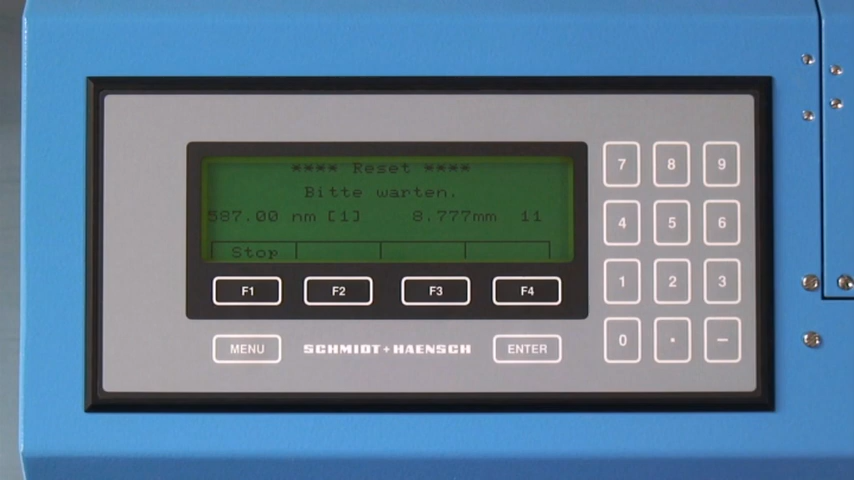 **** Reset ****
Bitte warten.
587.00 nm [1] 8.777mm 11
Stop
F1 F2 F3 F4
MENU SCHMIDT+HAENSCH ENTER
7 8 9
4 5 6
1 2 3
0 . –